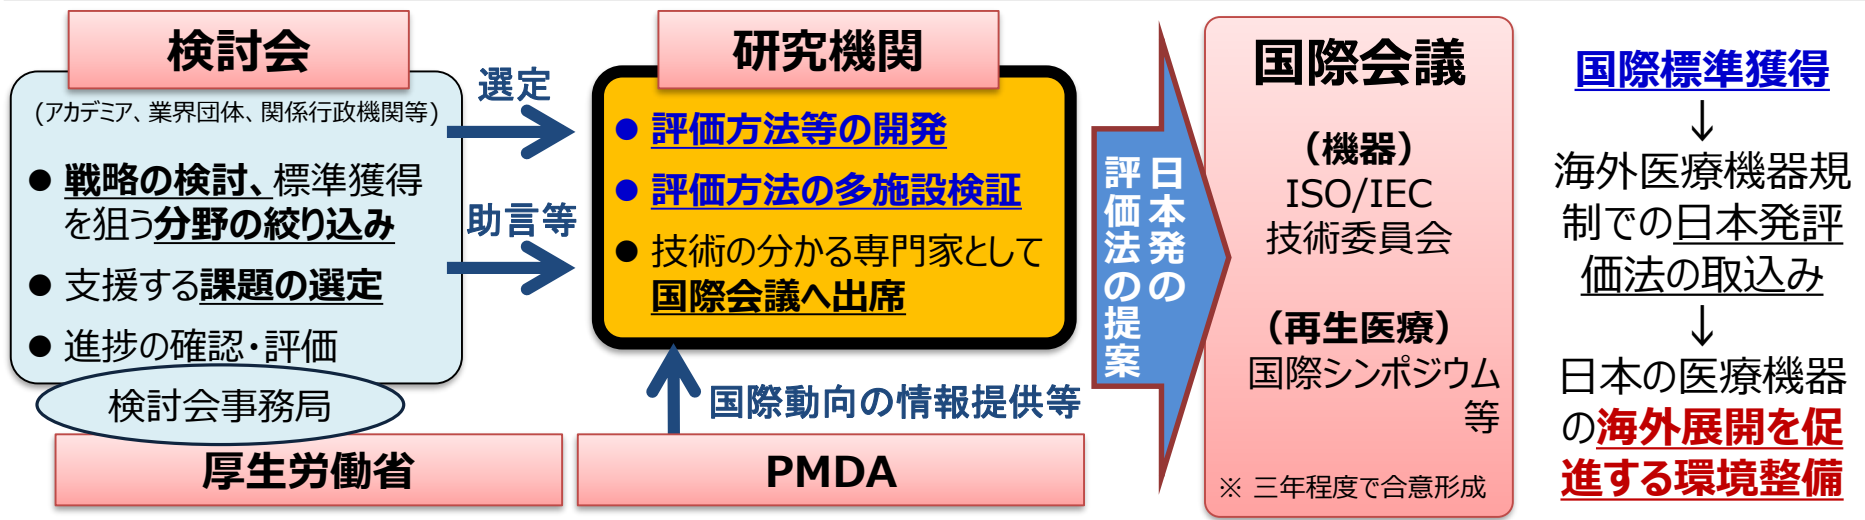 検討会
(アカデミア、業界団体、関係行政機関等)
● 戦略の検討、標準獲得
を狙う分野の絞り込み
● 支援する課題の選定
● 進捗の確認・評価
検討会事務局
厚生労働省
選定
助言等
研究機関
● 評価方法等の開発
● 評価方法の多施設検証
● 技術の分かる専門家として
国際会議へ出席
国際動向の情報提供等
PMDA
日本発の
評価法の提案
国際会議
（機器）
ISO/IEC
技術委員会
（再生医療）
国際シンポジウム
等
※ 三年程度で合意形成
国際標準獲得
↓
海外医療機器規
制での日本発評
価法の取込み
↓
日本の医療機器
の海外展開を促
進する環境整備